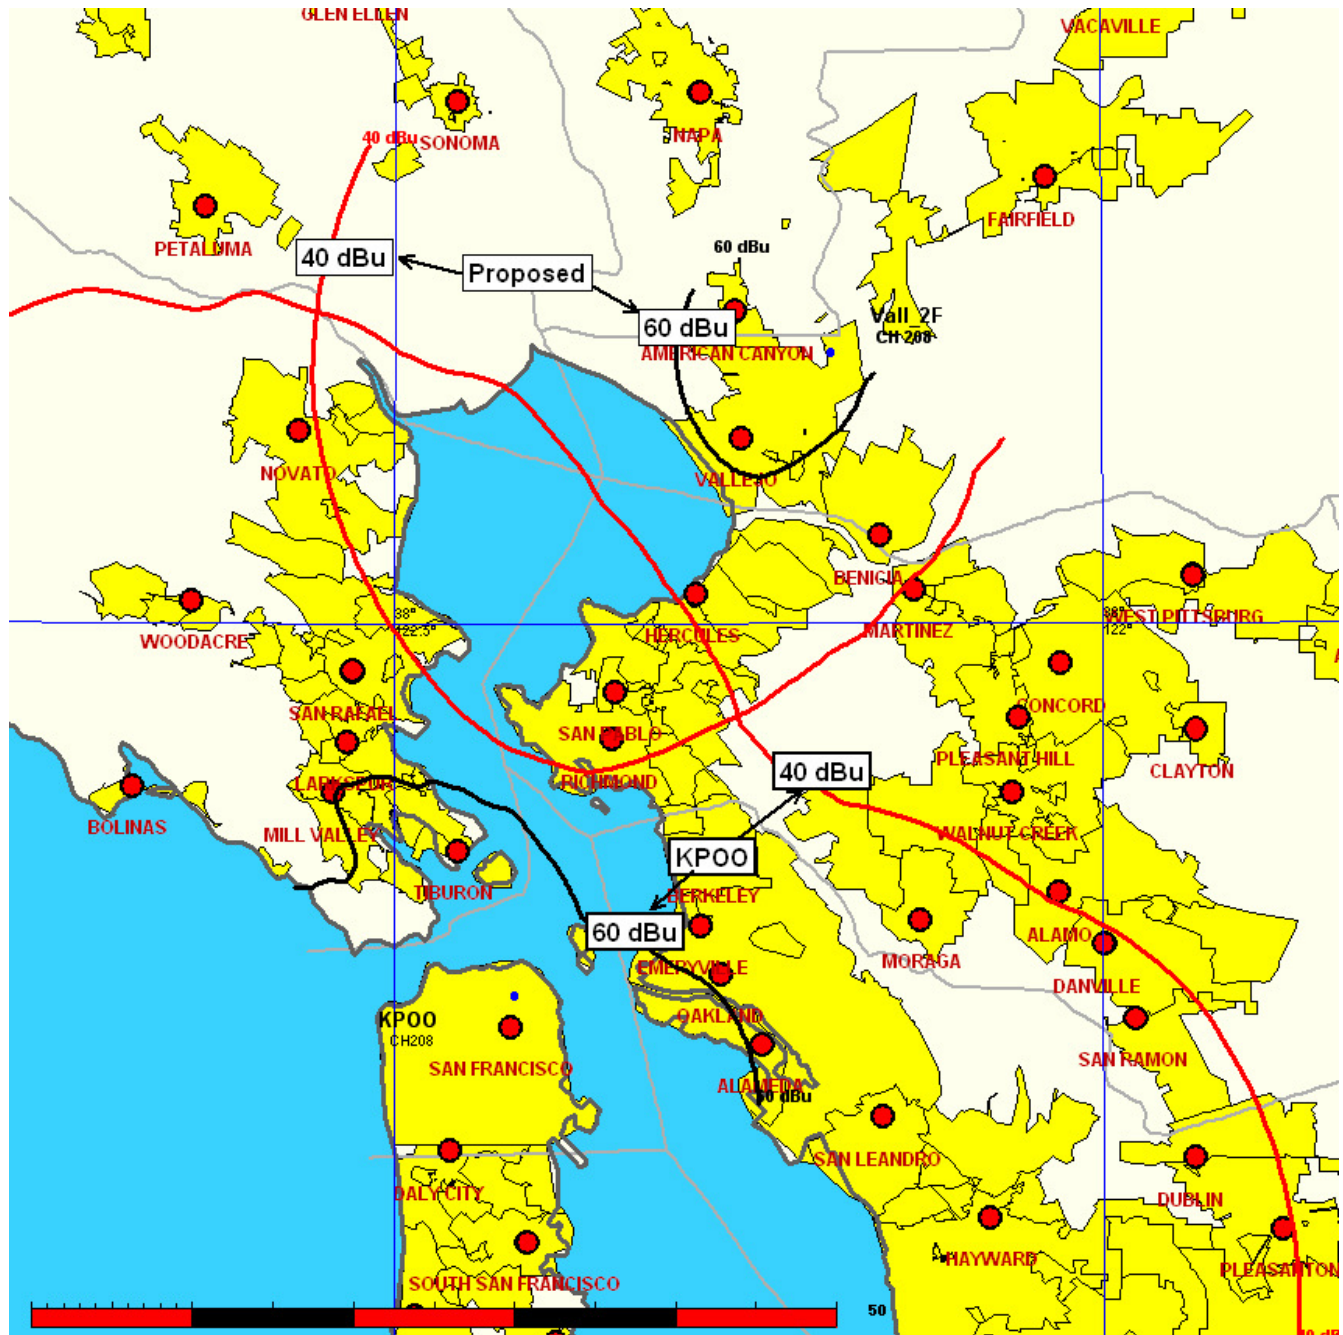 GLEN ELLEN
VACAVILLE
40 dBu
SONOMA
NAPA
FAIRFIELD
PETALUMA
60 dBu
40 dBu
Proposed
60 dBu
Vall_2F
CH 208
AMERICAN CANYON
NOVATO
VALLEJO
BENICIA
38°
122.5°
38°
122°
WEST PITTSBURG
WOODACRE
HERCULES
MARTINEZ
SAN RAFAEL
SAN PABLO
CONCORD
PLEASANT HILL
CLAYTON
LARKSPUR
RICHMOND
40 dBu
BOLINAS
MILL VALLEY
WALNUT CREEK
KPOO
TIBURON
BERKELEY
60 dBu
ALAMO
MORAGA
EMERYVILLE
DANVILLE
OAKLAND
KPOO
CH208
SAN FRANCISCO
SAN RAMON
ALAMEDA
60 dBu
SAN LEANDRO
DALY CITY
DUBLIN
HAYWARD
PLEASANTON
SOUTH SAN FRANCISCO
50
40 dBu